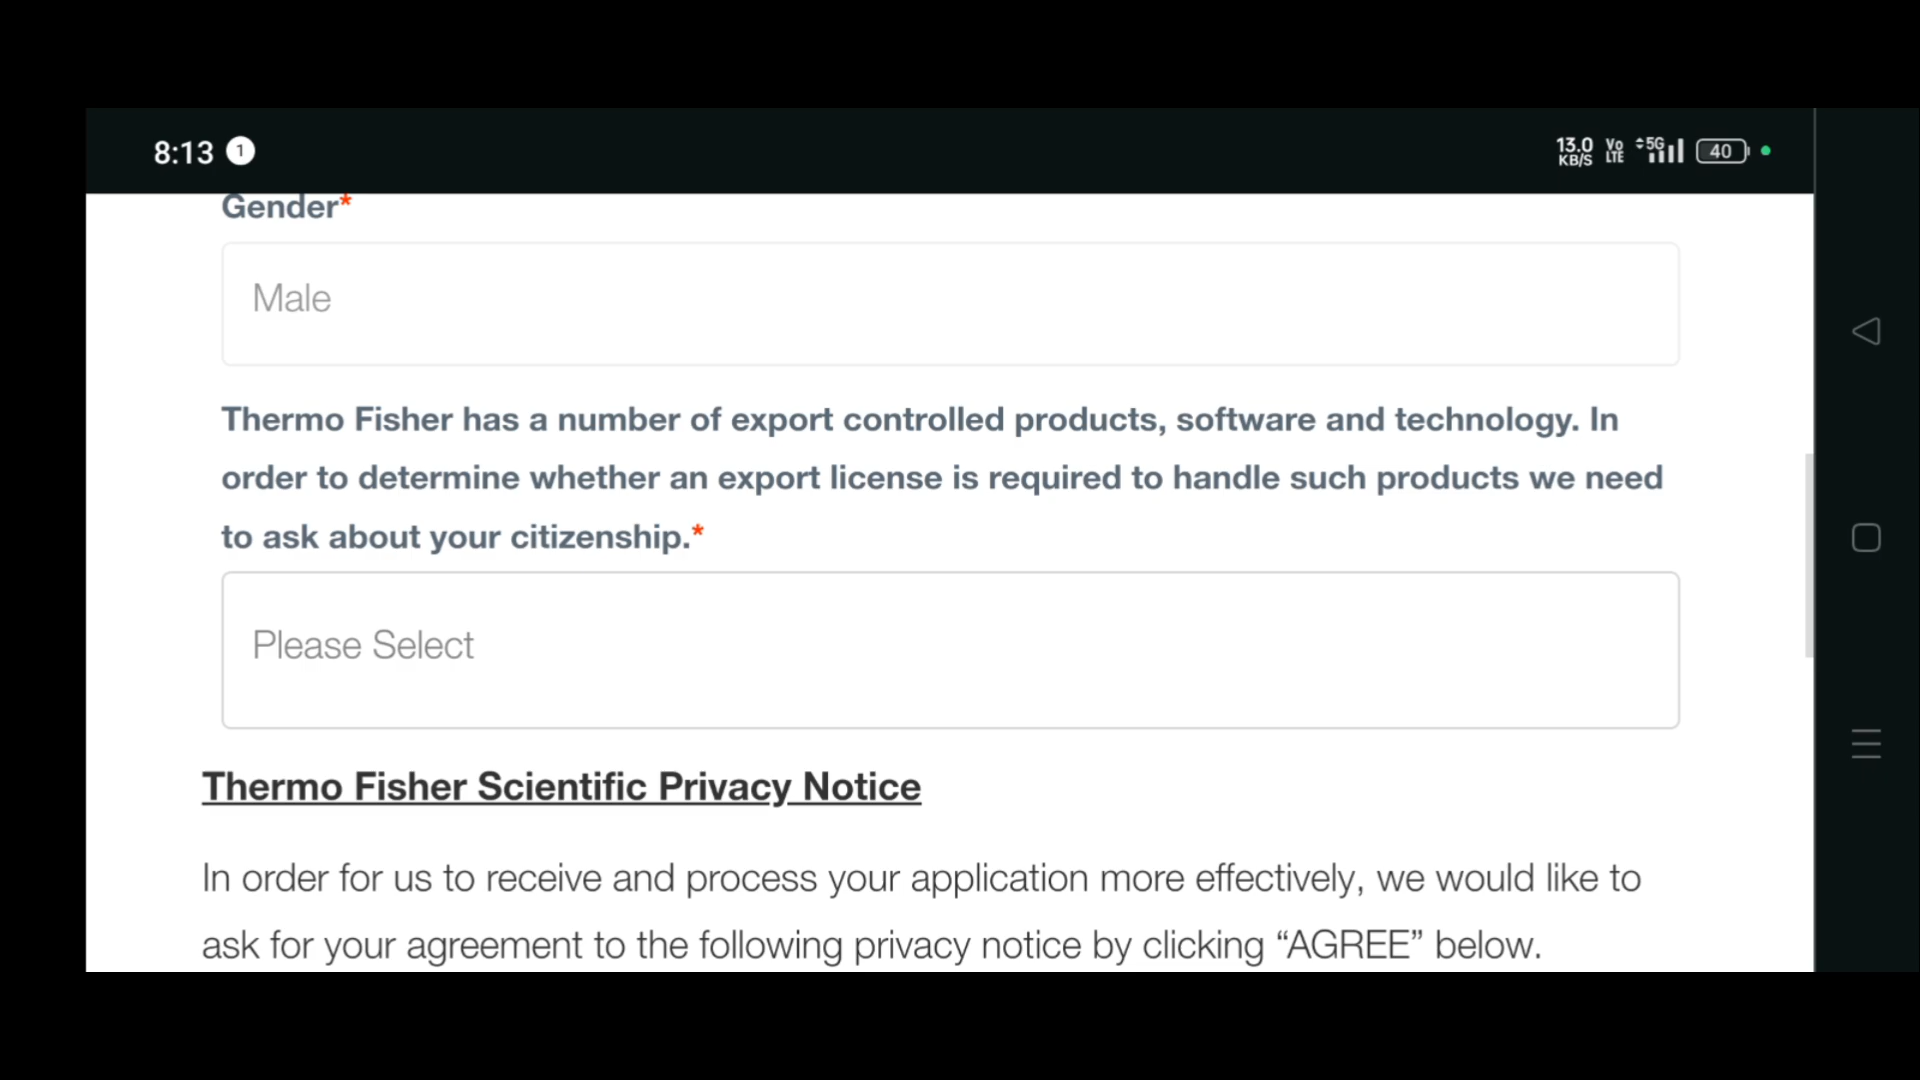 8:13 1 13.0 KB/S Vo LTE 5G 40
Gender*
Male
Thermo Fisher has a number of export controlled products, software and technology. In
order to determine whether an export license is required to handle such products we need
to ask about your citizenship.*
Please Select
Thermo Fisher Scientific Privacy Notice
In order for us to receive and process your application more effectively, we would like to
ask for your agreement to the following privacy notice by clicking “AGREE” below.